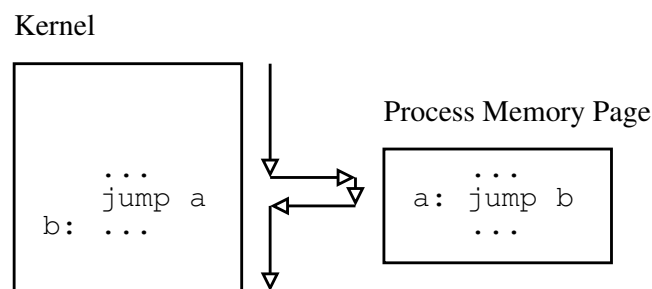 Kernel
...
jump a
b: ...
Process Memory Page
...
a: jump b
...